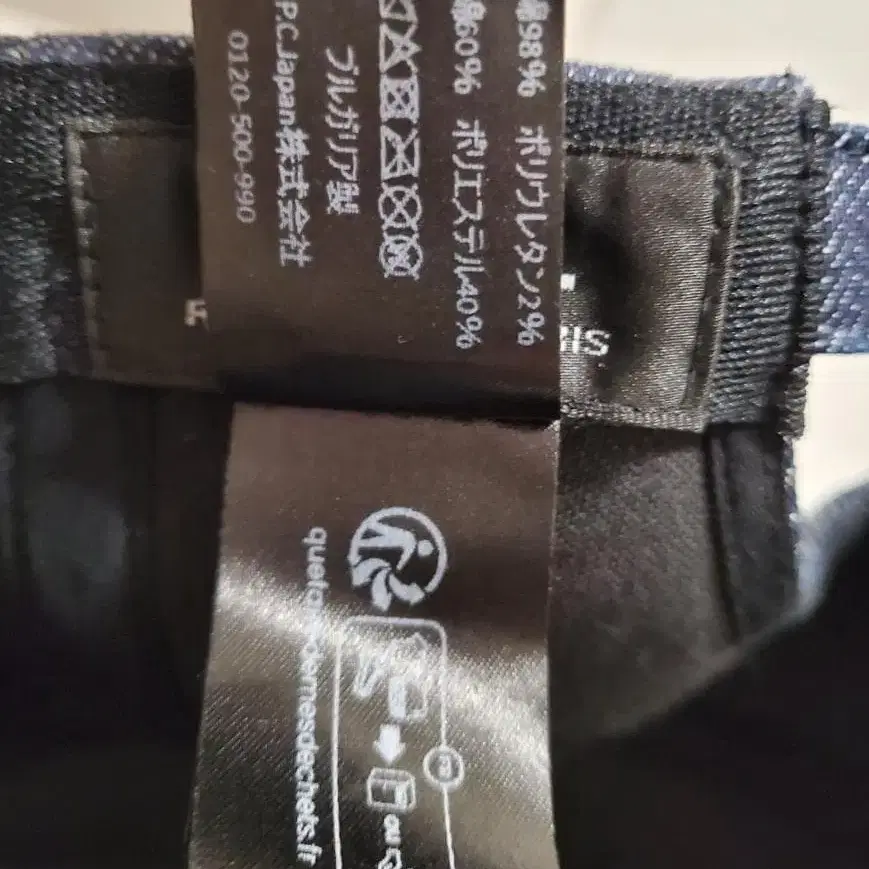 綿98% ポリウレタン2%
綿60% ポリエステル40%
ブルガリア製
A.P.C.Japan株式会社
0120-500-990
OU
FR
quefairedemesdechets.fr